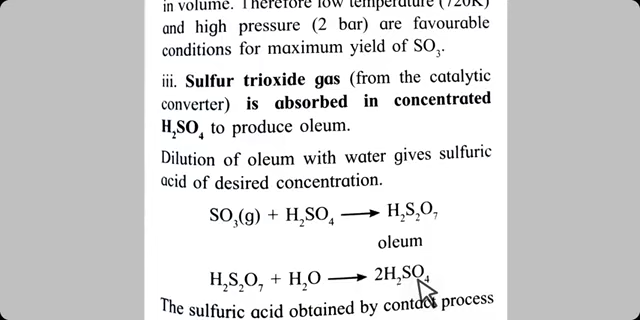 in volume. Therefore low temperature (720K)
and high pressure (2 bar) are favourable
conditions for maximum yield of SO₃.
iii. Sulfur trioxide gas (from the catalytic
converter) is absorbed in concentrated
H₂SO₄ to produce oleum.
Dilution of oleum with water gives sulfuric
acid of desired concentration.
SO₃(g) + H₂SO₄ ⟶ H₂S₂O₇
oleum
H₂S₂O₇ + H₂O ⟶ 2H₂SO₄
The sulfuric acid obtained by contact process